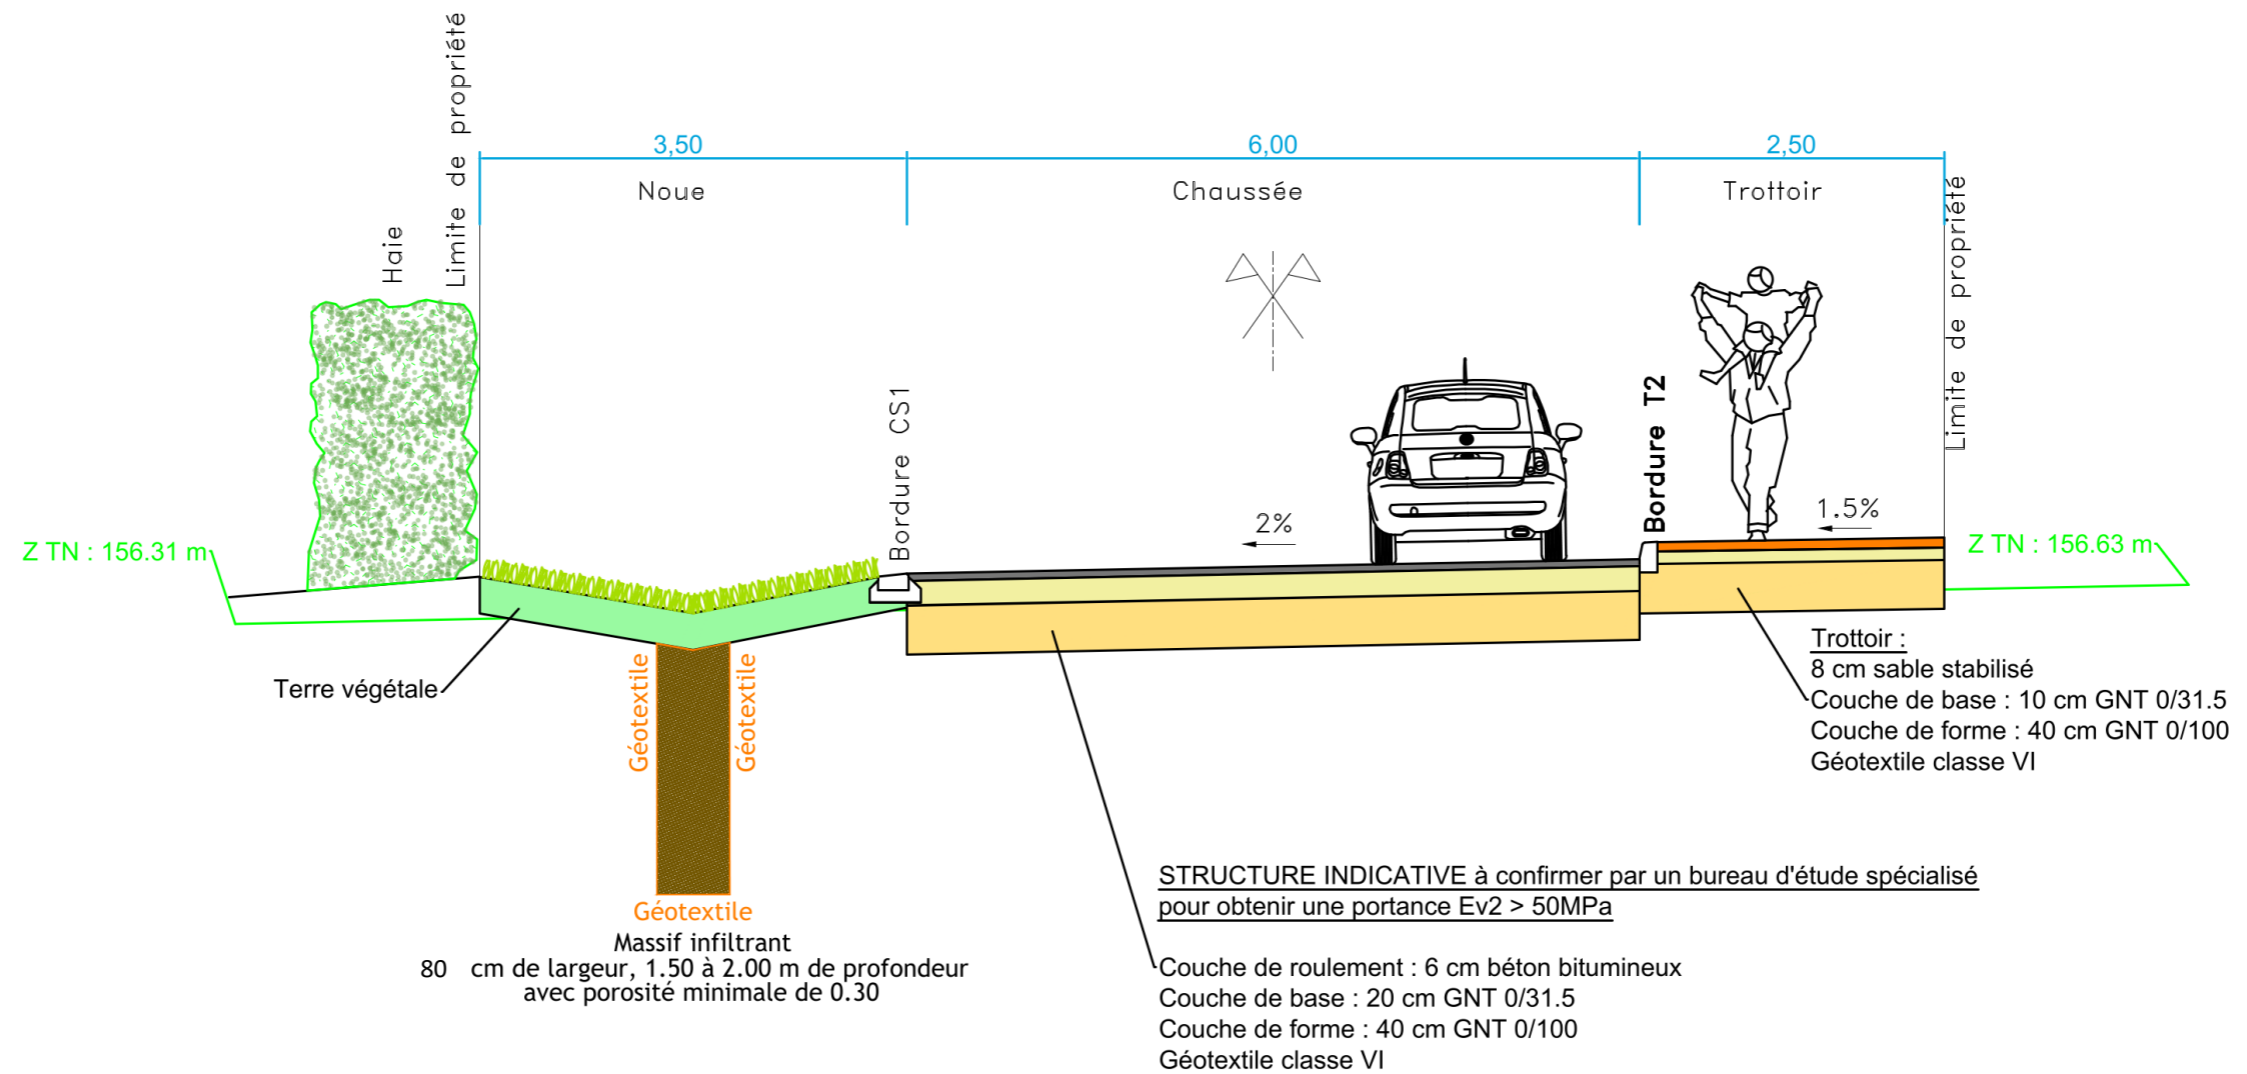 Limite de propriété
3,50
6,00
2,50
Noue
Chaussée
Trottoir
Haie
Limite de propriété
Bordure CS1
Bordure T2
2%
1.5%
Z TN : 156.31 m
Z TN : 156.63 m
Terre végétale
Géotextile
Géotextile
Géotextile
Massif infiltrant
80 cm de largeur, 1.50 à 2.00 m de profondeur
avec porosité minimale de 0.30
Trottoir :
8 cm sable stabilisé
Couche de base : 10 cm GNT 0/31.5
Couche de forme : 40 cm GNT 0/100
Géotextile classe VI
STRUCTURE INDICATIVE à confirmer par un bureau d'étude spécialisé
pour obtenir une portance Ev2 > 50MPa
Couche de roulement : 6 cm béton bitumineux
Couche de base : 20 cm GNT 0/31.5
Couche de forme : 40 cm GNT 0/100
Géotextile classe VI